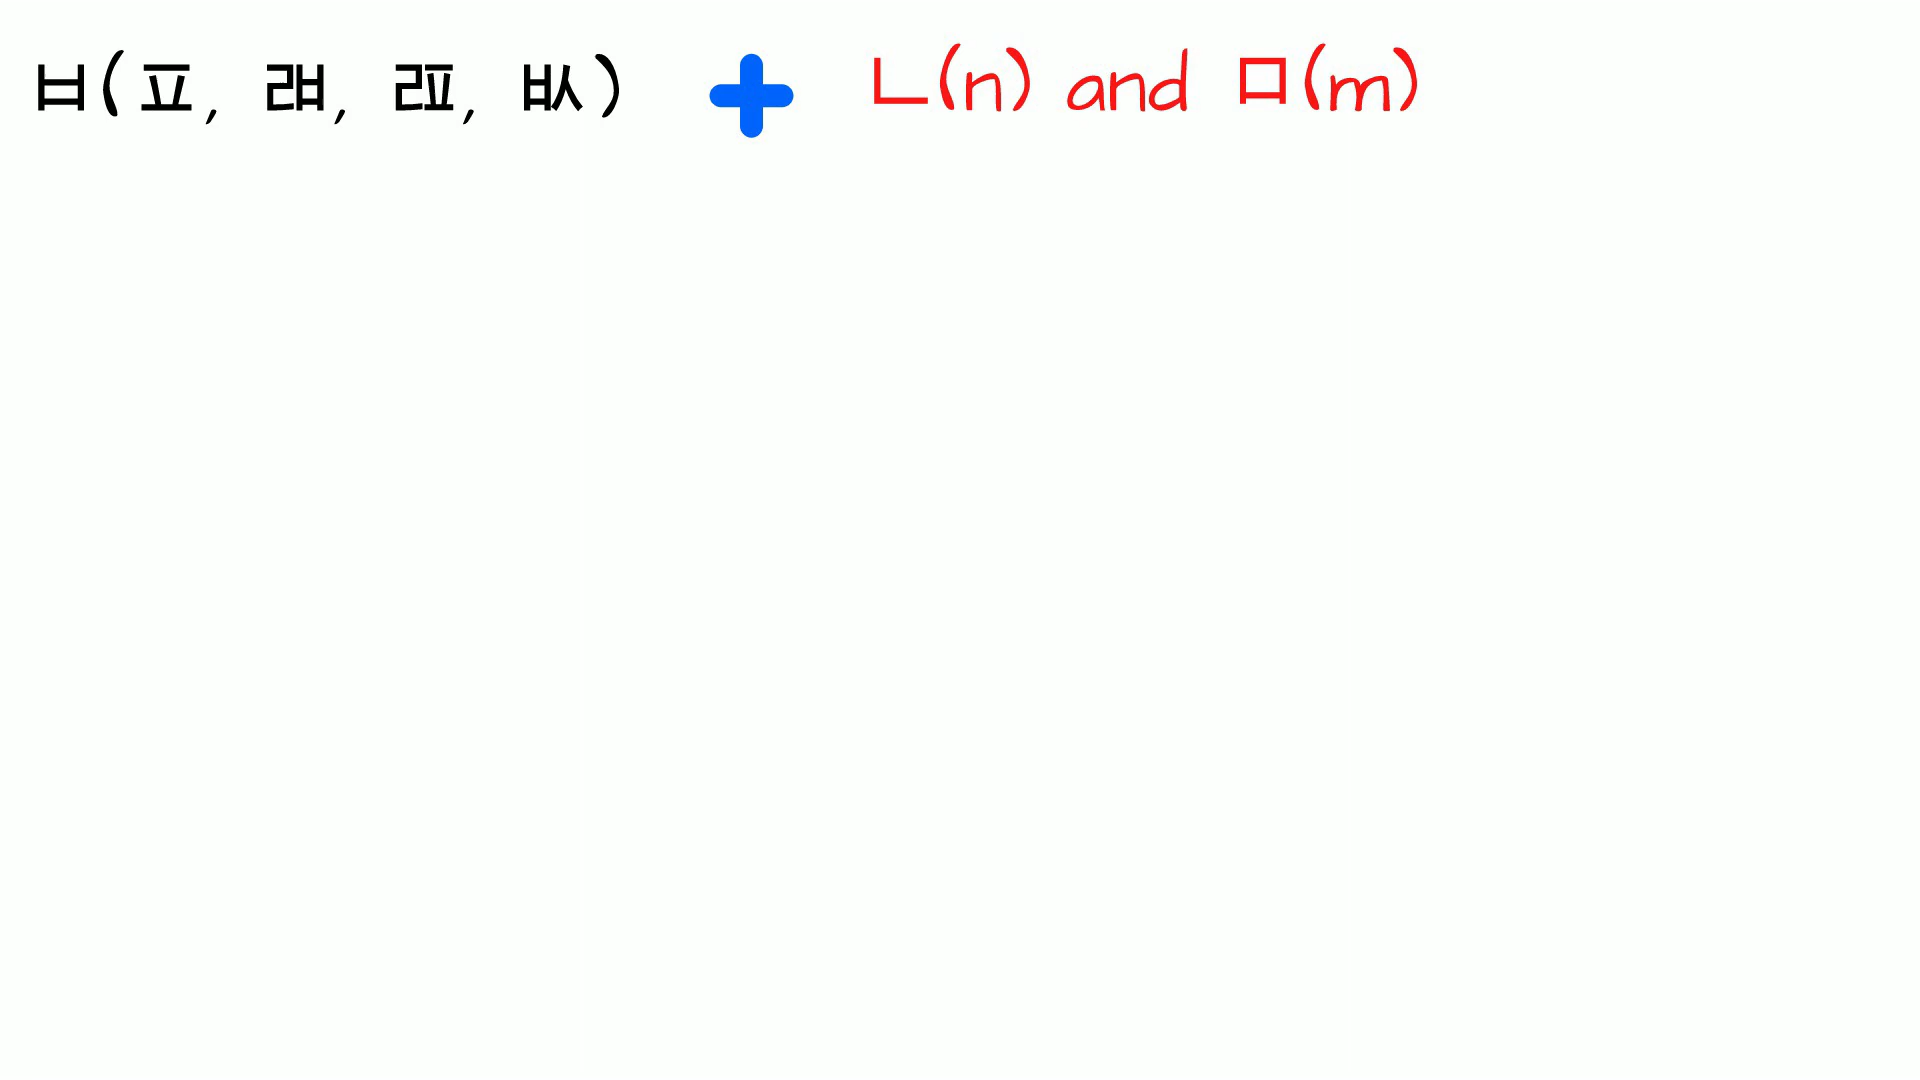 ㅂ(ㅍ, ㄼ, ㄿ, ㅄ) + ㄴ(n) and ㅁ(m)